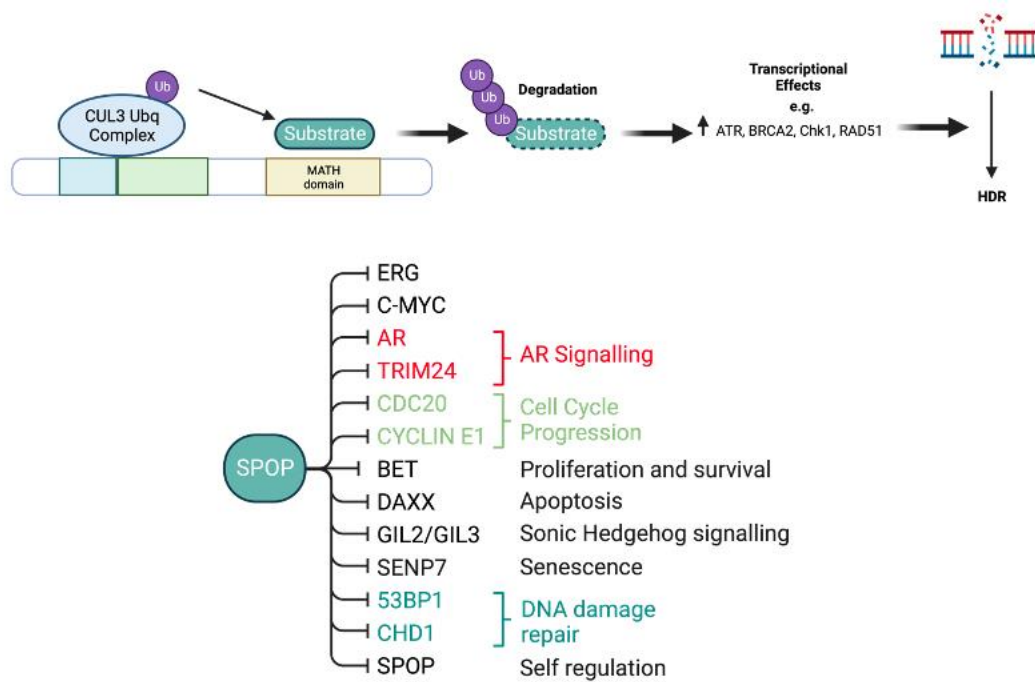 Ub
CUL3 Ubq
Complex
Substrate
MATH
domain
Ub
Ub
Ub
Degradation
Substrate
Transcriptional
Effects
e.g.
ATR, BRCA2, Chk1, RAD51
HDR
SPOP
ERG
C-MYC
AR
TRIM24
AR Signalling
CDC20
CYCLIN E1
Cell Cycle
Progression
BET Proliferation and survival
DAXX Apoptosis
GIL2/GIL3 Sonic Hedgehog signalling
SENP7 Senescence
53BP1
CHD1
DNA damage
repair
SPOP Self regulation